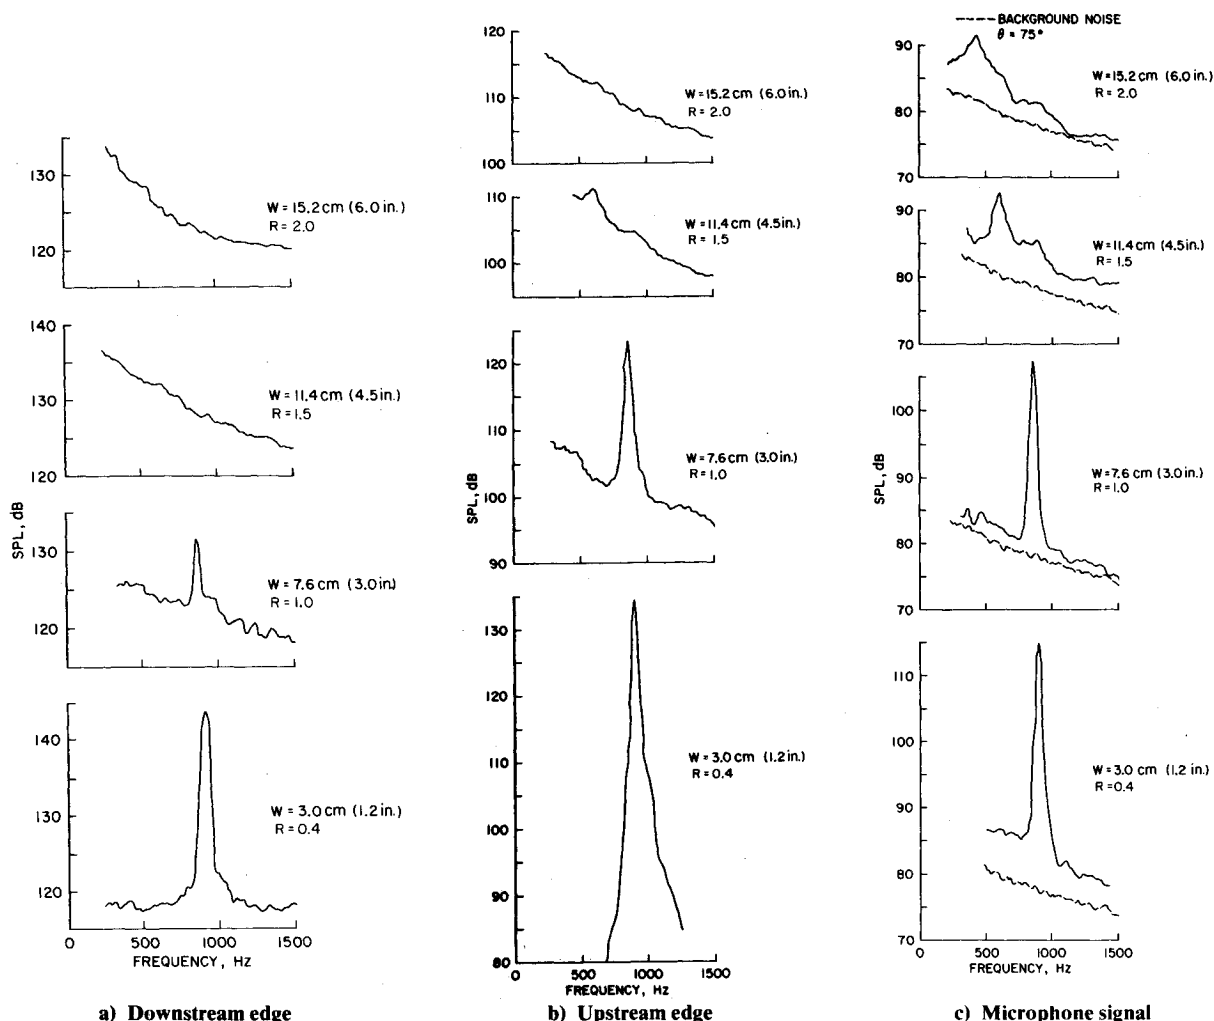 130
120
W = 15.2 cm (6.0 in.)
R = 2.0
140
130
120
W = 11.4 cm (4.5 in.)
R = 1.5
SPL, dB
130
120
0
W = 7.6 cm (3.0 in)
R = 1.0
140
130
120
W = 3.0 cm (1.2 in.)
R = 0.4
0 500 1000 1500
FREQUENCY, Hz
a) Downstream edge
120
110
100
W = 15.2 cm (6.0 in.)
R = 2.0
110
100
W = 11.4 cm (4.5 in.)
R = 1.5
120
110
100
90
SPL, dB
W = 7.6 cm (3.0 in.)
R = 1.0
130
120
110
100
90
80
W = 3.0 cm (1.2 in.)
R = 0.4
0 500 1000 1500
FREQUENCY, Hz
b) Upstream edge
BACKGROUND NOISE
θ = 75°
90
80
70
W = 15.2 cm (6.0 in.)
R = 2.0
90
80
70
W = 11.4 cm (4.5 in.)
R = 1.5
100
90
80
70
SPL, dB
W = 7.6 cm (3.0 in.)
R = 1.0
110
100
90
80
70
W = 3.0 cm (1.2 in.)
R = 0.4
0 500 1000 1500
FREQUENCY, Hz
c) Microphone signal